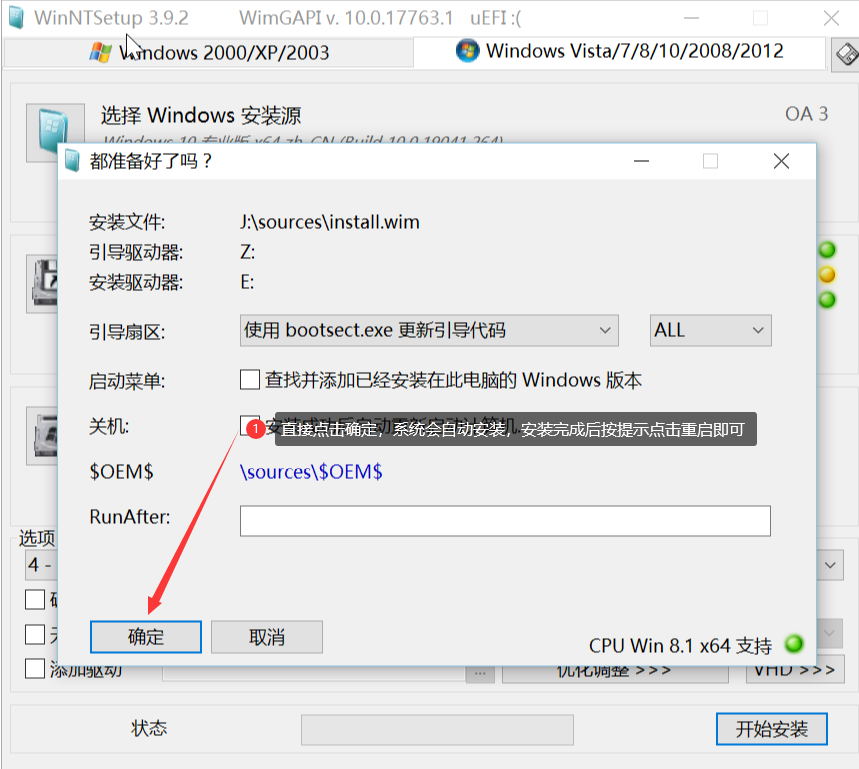 WinNTSetup 3.9.2 WimGAPI v. 10.0.17763.1 uEFI :(
Windows 2000/XP/2003 Windows Vista/7/8/10/2008/2012
选择 Windows 安装源 OA 3
Windows 10 专业版 x64 zh-CN (Build 10.0.19041.264)
都准备好了吗？
安装文件: J:\sources\install.wim
引导驱动器: Z:
安装驱动器: E:
引导扇区: 使用 bootsect.exe 更新引导代码 ALL
启动菜单: 查找并添加已经安装在此电脑的 Windows 版本
关机: 安装成功后自动重新启动计算机
1 直接点击确定，系统会自动安装，安装完成后按提示点击重启即可
$OEM$ \sources\$OEM$
RunAfter:
选项
4 -
确定 取消
CPU Win 8.1 x64 支持
添加驱动 ... 优化调整 >>> VHD >>>
状态 开始安装